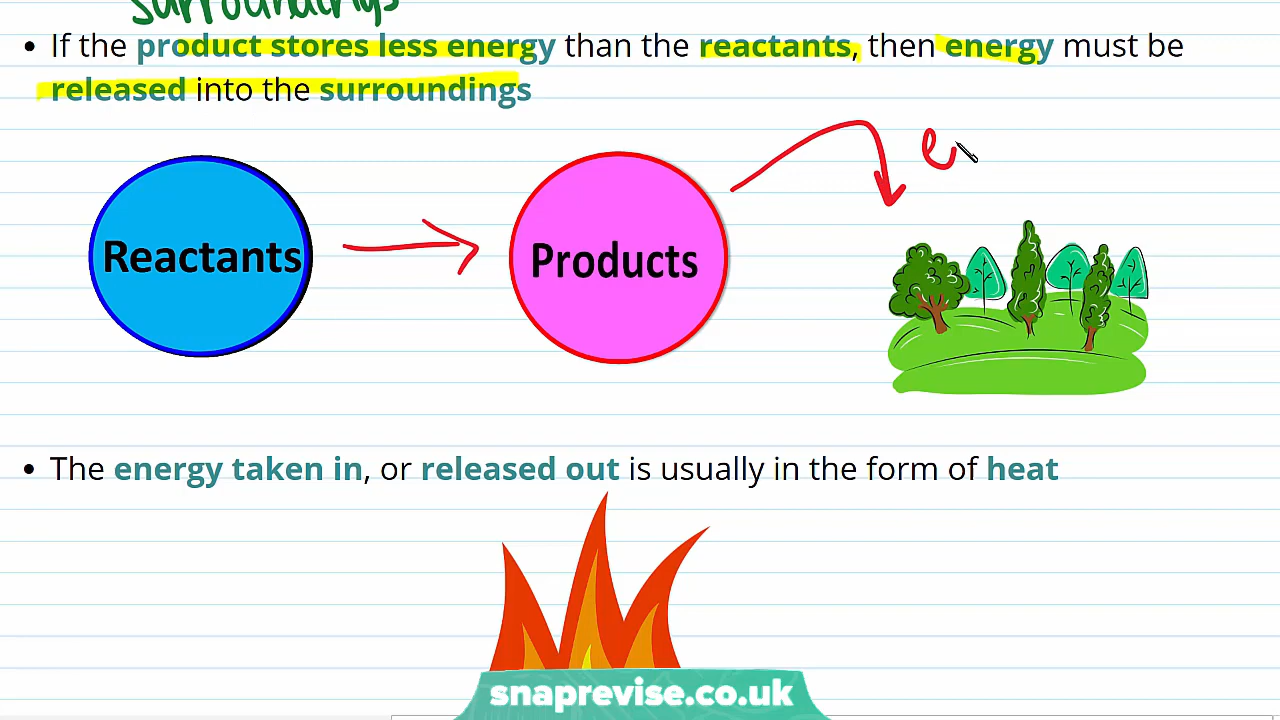 surroundings
• If the product stores less energy than the reactants, then energy must be
released into the surroundings
e
Reactants
Products
• The energy taken in, or released out is usually in the form of heat
snaprevise.co.uk